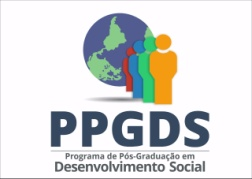 PPGDS
Programa de Pós-Graduação em
Desenvolvimento Social